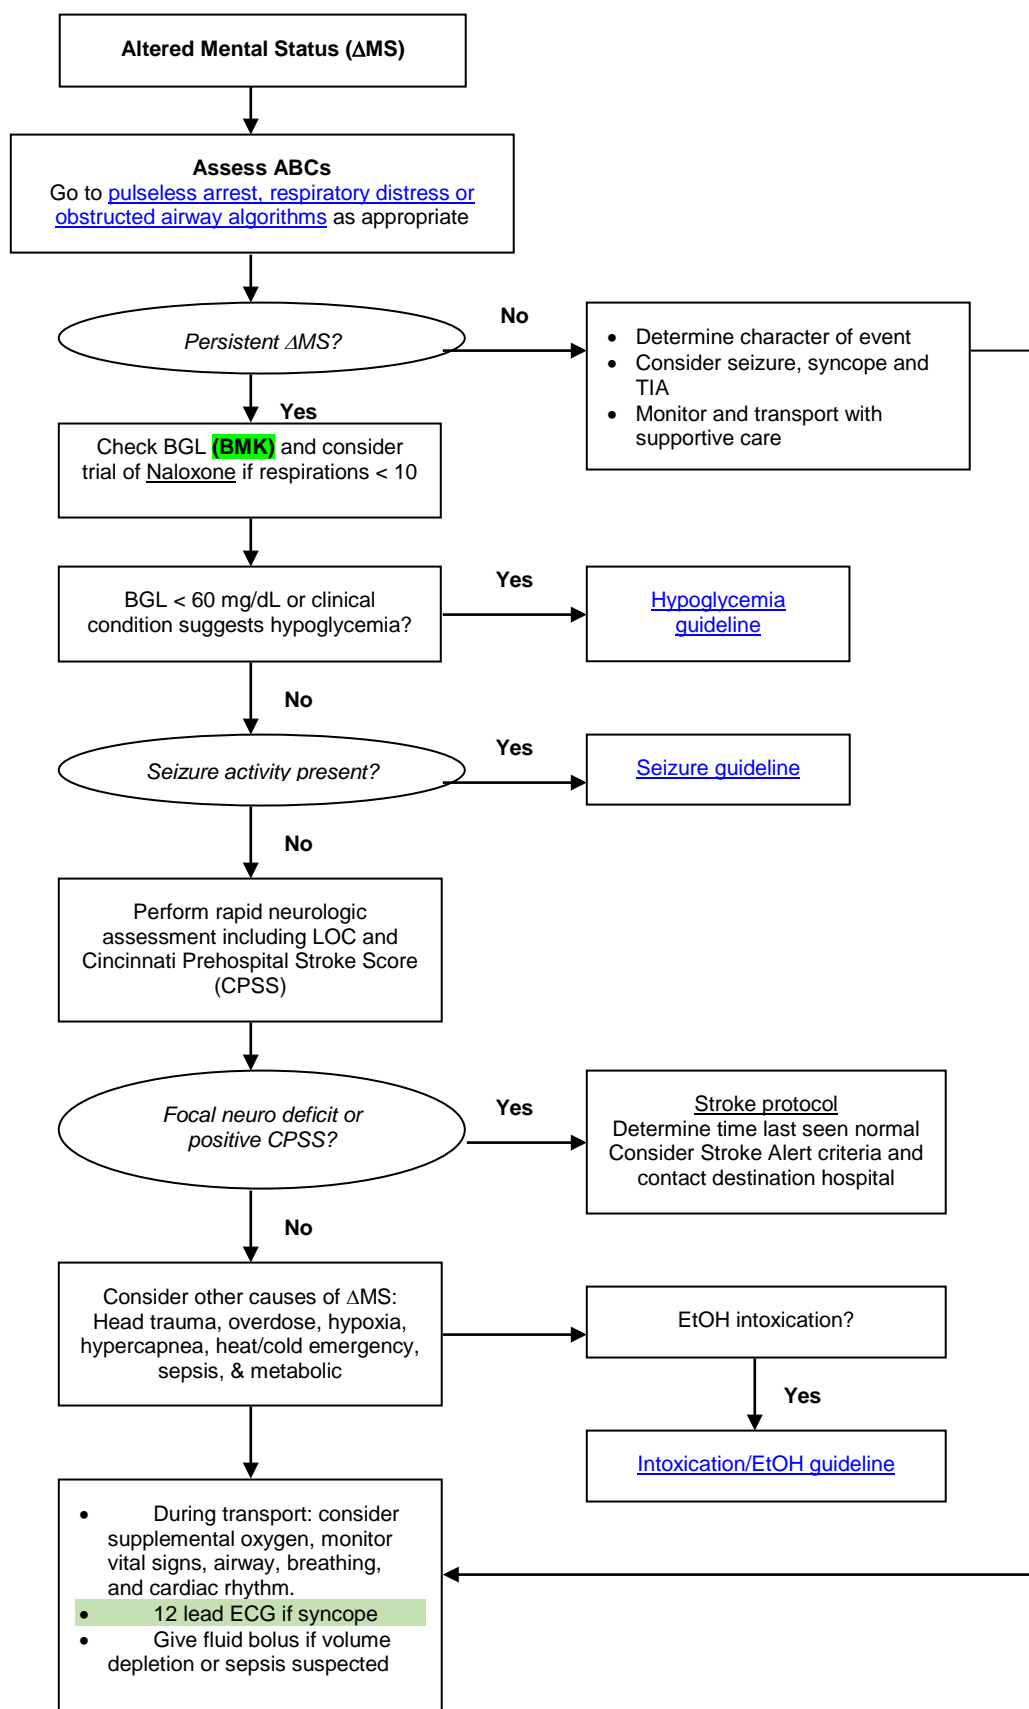 Altered Mental Status (∆MS)
Assess ABCs
Go to pulseless arrest, respiratory distress or
obstructed airway algorithms as appropriate
Persistent ∆MS?
No
• Determine character of event
• Consider seizure, syncope and
TIA
• Monitor and transport with
supportive care
Yes
Check BGL (BMK) and consider
trial of Naloxone if respirations < 10
BGL < 60 mg/dL or clinical
condition suggests hypoglycemia?
Yes
Hypoglycemia
guideline
No
Seizure activity present?
Yes
Seizure guideline
No
Perform rapid neurologic
assessment including LOC and
Cincinnati Prehospital Stroke Score
(CPSS)
Focal neuro deficit or
positive CPSS?
Yes
Stroke protocol
Determine time last seen normal
Consider Stroke Alert criteria and
contact destination hospital
No
Consider other causes of ∆MS:
Head trauma, overdose, hypoxia,
hypercapnea, heat/cold emergency,
sepsis, & metabolic
EtOH intoxication?
Yes
Intoxication/EtOH guideline
• During transport: consider
supplemental oxygen, monitor
vital signs, airway, breathing,
and cardiac rhythm.
• 12 lead ECG if syncope
• Give fluid bolus if volume
depletion or sepsis suspected